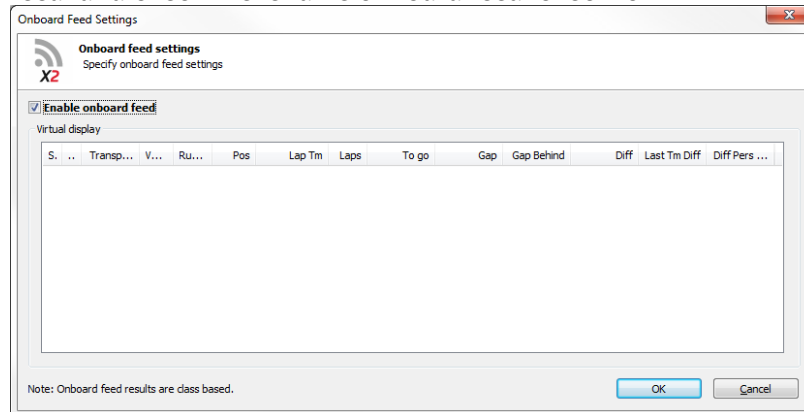 Onboard Feed Settings
Onboard feed settings
Specify onboard feed settings
X2
Enable onboard feed
Virtual display
S. .. Transp... V... Ru... Pos Lap Tm Laps To go Gap Gap Behind Diff Last Tm Diff Diff Pers ...
Note: Onboard feed results are class based.
OK Cancel